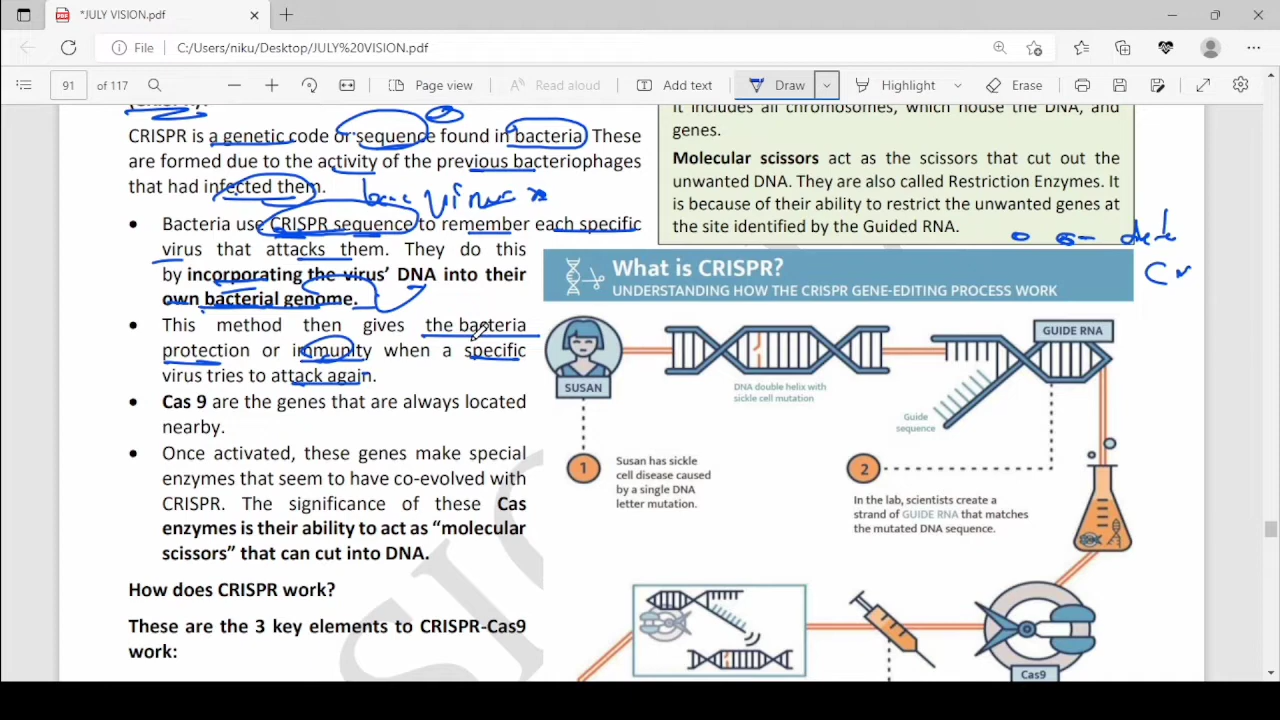 *JULY VISION.pdf
File
C:/Users/niku/Desktop/JULY%20VISION.pdf
91 of 117
Page view
Read aloud
Add text
Draw
Highlight
Erase
CRISPR is a genetic code or sequence found in bacteria. These
are formed due to the activity of the previous bacteriophages
that had infected them.
virus
• Bacteria use CRISPR sequence to remember each specific
virus that attacks them. They do this
by incorporating the virus’ DNA into their
own bacterial genome.
• This method then gives the bacteria
protection or immunity when a specific
virus tries to attack again.
• Cas 9 are the genes that are always located
nearby.
• Once activated, these genes make special
enzymes that seem to have co-evolved with
CRISPR. The significance of these Cas
enzymes is their ability to act as “molecular
scissors” that can cut into DNA.
How does CRISPR work?
These are the 3 key elements to CRISPR-Cas9
work:
It includes all chromosomes, which house the DNA, and
genes.
Molecular scissors act as the scissors that cut out the
unwanted DNA. They are also called Restriction Enzymes. It
is because of their ability to restrict the unwanted genes at
the site identified by the Guided RNA.
What is CRISPR?
UNDERSTANDING HOW THE CRISPR GENE-EDITING PROCESS WORK
SUSAN
DNA double helix with
sickle cell mutation
GUIDE RNA
Guide
sequence
1
Susan has sickle
cell disease caused
by a single DNA
letter mutation.
2
In the lab, scientists create a
strand of GUIDE RNA that matches
the mutated DNA sequence.
Cas9